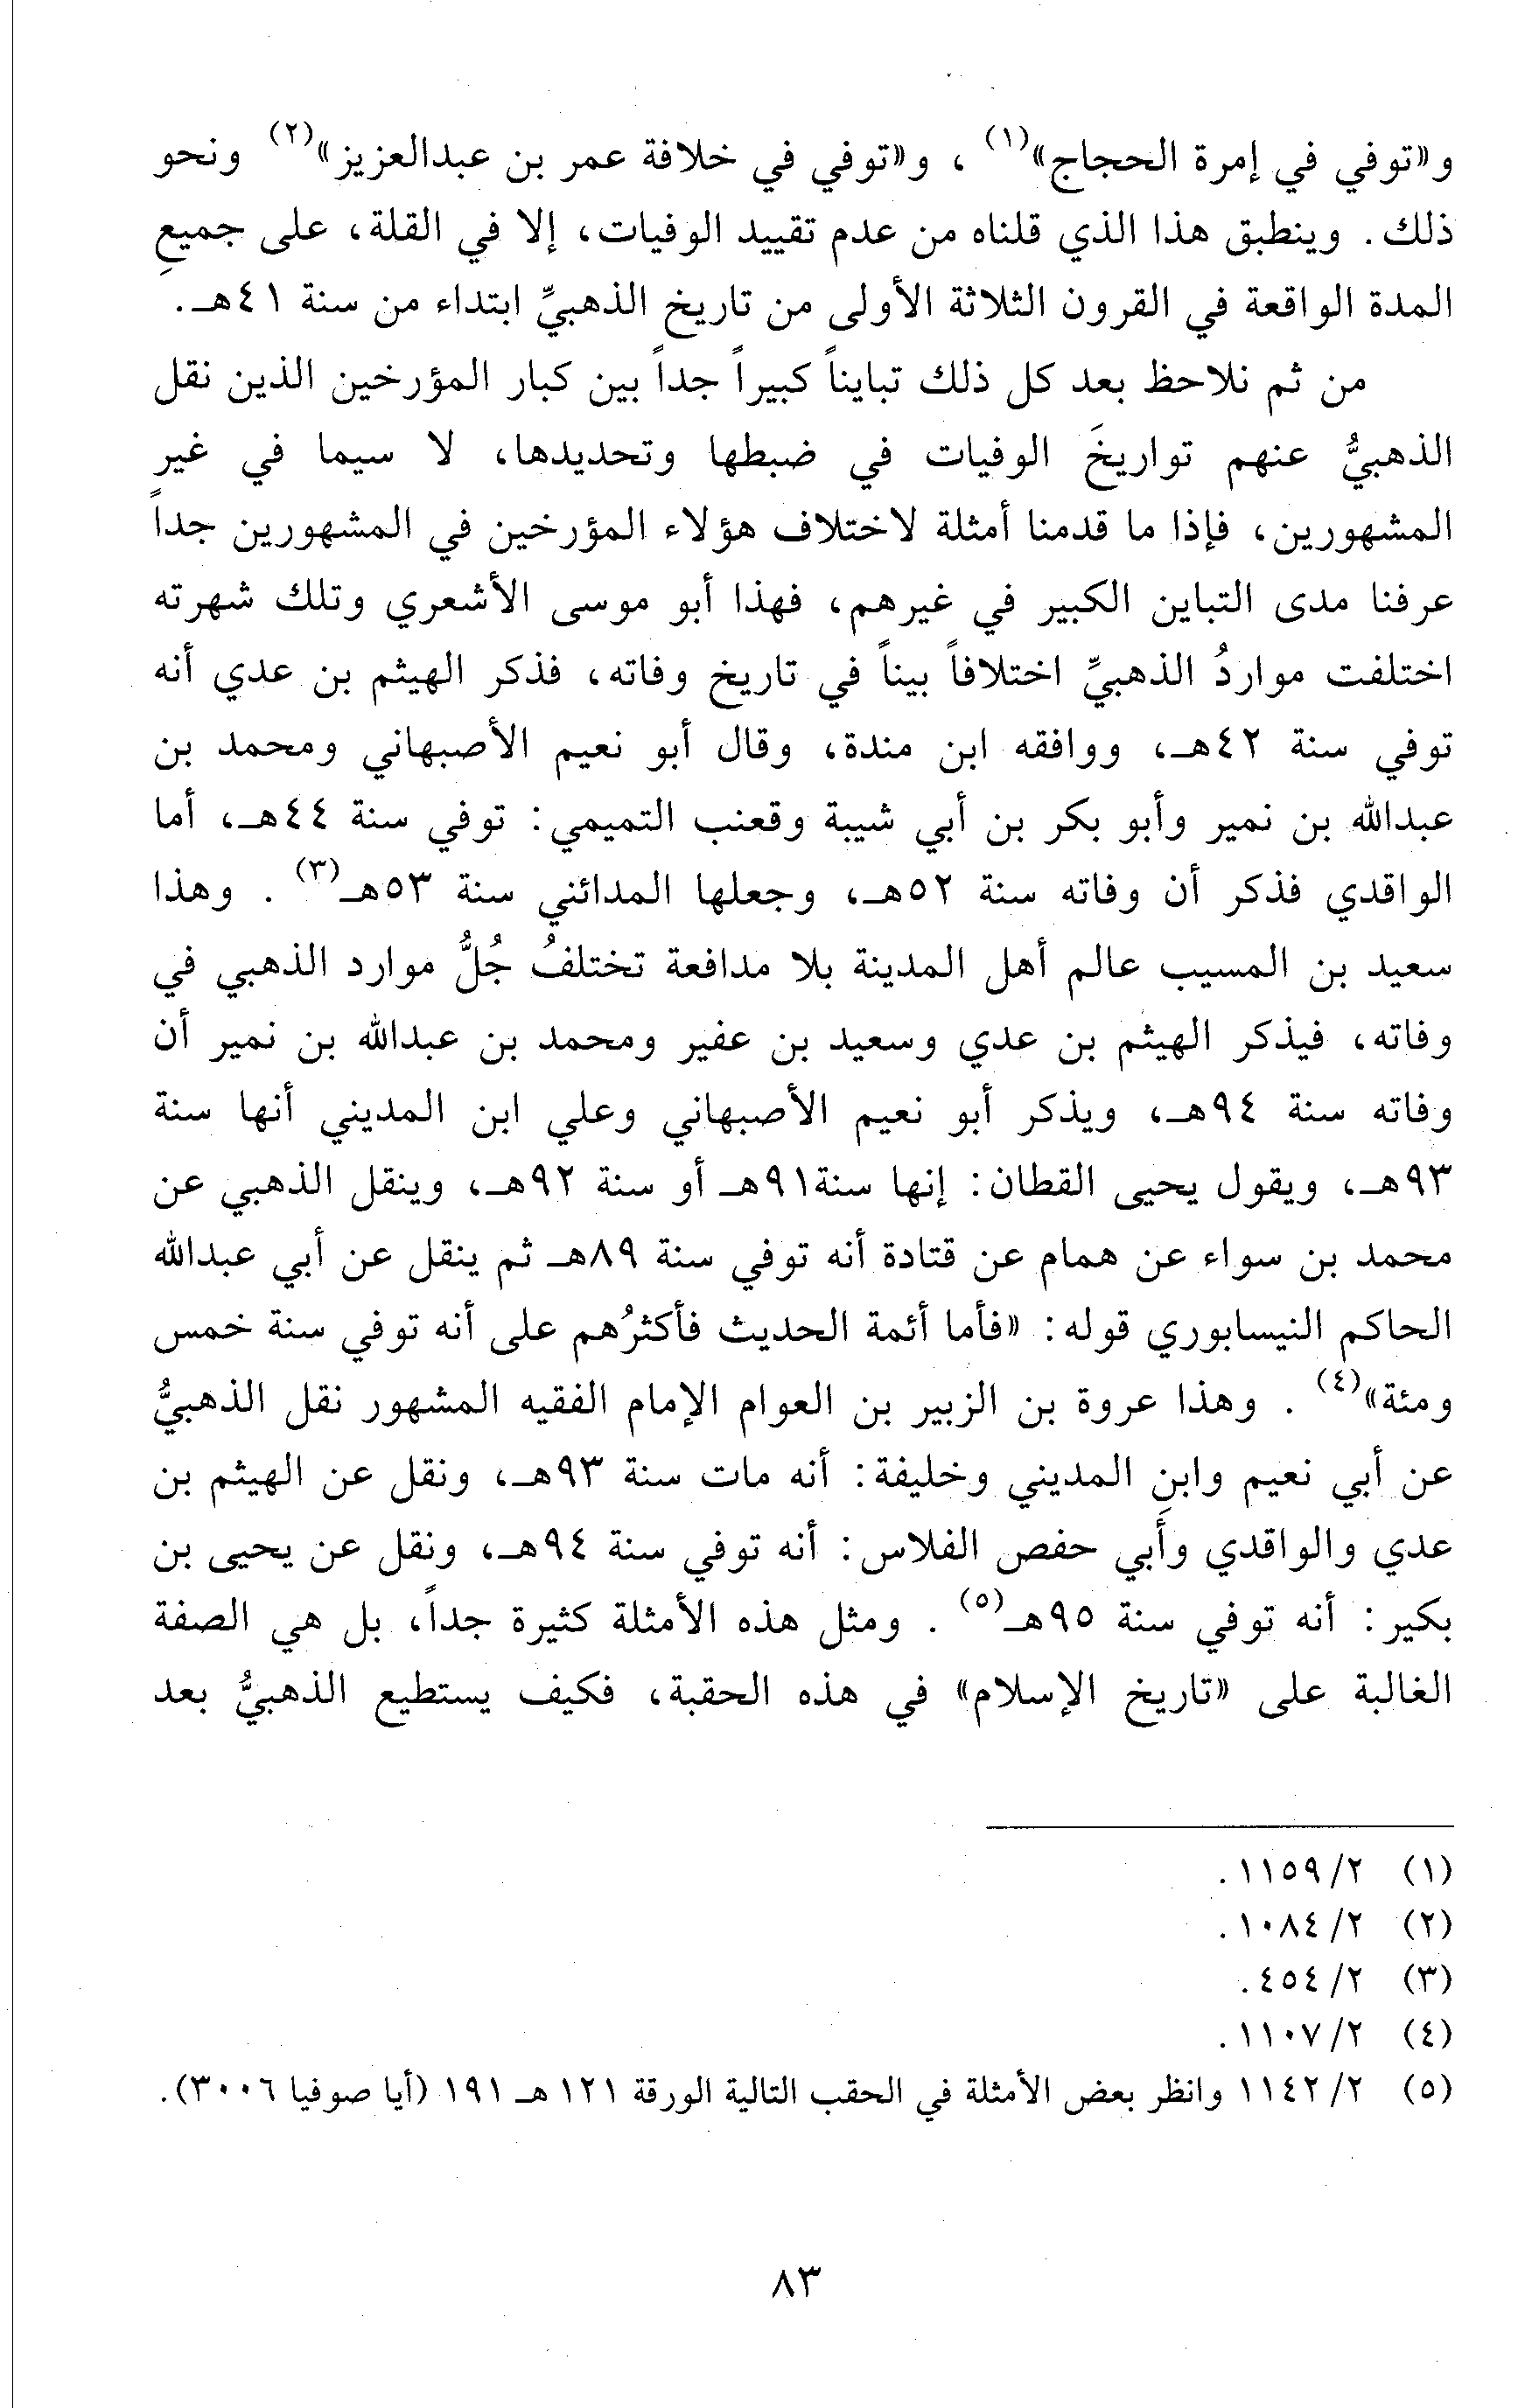 و«توفي في إمرة الحجاج»(١) ، و«توفي في خلافة عمر بن عبدالعزيز»(٢) ونحو
ذلك. وينطبق هذا الذي قلناه من عدم تقييد الوفيات، إلا في القلة، على جميعِ
المدة الواقعة في القرون الثلاثة الأولى من تاريخ الذهبيِّ ابتداء من سنة ٤١هـ.
من ثم نلاحظ بعد كل ذلك تبايناً كبيراً جداً بين كبار المؤرخين الذين نقل
الذهبيُّ عنهم تواريخَ الوفيات في ضبطها وتحديدها، لا سيما في غير
المشهورين، فإذا ما قدمنا أمثلة لاختلاف هؤلاء المؤرخين في المشهورين جداً
عرفنا مدى التباين الكبير في غيرهم، فهذا أبو موسى الأشعري وتلك شهرته
اختلفت مواردُ الذهبيِّ اختلافاً بيناً في تاريخ وفاته، فذكر الهيثم بن عدي أنه
توفي سنة ٤٢هـ، ووافقه ابن مندة، وقال أبو نعيم الأصبهاني ومحمد بن
عبدالله بن نمير وأبو بكر بن أبي شيبة وقعنب التميمي: توفي سنة ٤٤هـ، أما
الواقدي فذكر أن وفاته سنة ٥٢هـ، وجعلها المدائني سنة ٥٣هـ(٣) . وهذا
سعيد بن المسيب عالم أهل المدينة بلا مدافعة تختلفُ جُلُّ موارد الذهبي في
وفاته، فيذكر الهيثم بن عدي وسعيد بن عفير ومحمد بن عبدالله بن نمير أن
وفاته سنة ٩٤هـ، ويذكر أبو نعيم الأصبهاني وعلي ابن المديني أنها سنة
٩٣هـ، ويقول يحيى القطان: إنها سنة٩١هـ أو سنة ٩٢هـ، وينقل الذهبي عن
محمد بن سواء عن همام عن قتادة أنه توفي سنة ٨٩هـ ثم ينقل عن أبي عبدالله
الحاكم النيسابوري قوله: «فأما أئمة الحديث فأكثرُهم على أنه توفي سنة خمس
ومئة»(٤) . وهذا عروة بن الزبير بن العوام الإمام الفقيه المشهور نقل الذهبيُّ
عن أبي نعيم وابنِ المديني وخليفة: أنه مات سنة ٩٣هـ، ونقل عن الهيثم بن
عدي والواقدي وأَبي حفص الفلاس: أنه توفي سنة ٩٤هـ، ونقل عن يحيى بن
بكير: أنه توفي سنة ٩٥هـ(٥) . ومثل هذه الأمثلة كثيرة جداً، بل هي الصفة
الغالبة على «تاريخ الإسلام» في هذه الحقبة، فكيف يستطيع الذهبيُّ بعد
(١) ٢/ ١١٥٩.
(٢) ٢/ ١٠٨٤.
(٣) ٢/ ٤٥٤.
(٤) ٢/ ١١٠٧.
(٥) ٢/ ١١٤٢ وانظر بعض الأمثلة في الحقب التالية الورقة ١٢١ هـ ١٩١ (أيا صوفيا ٣٠٠٦).
٨٣